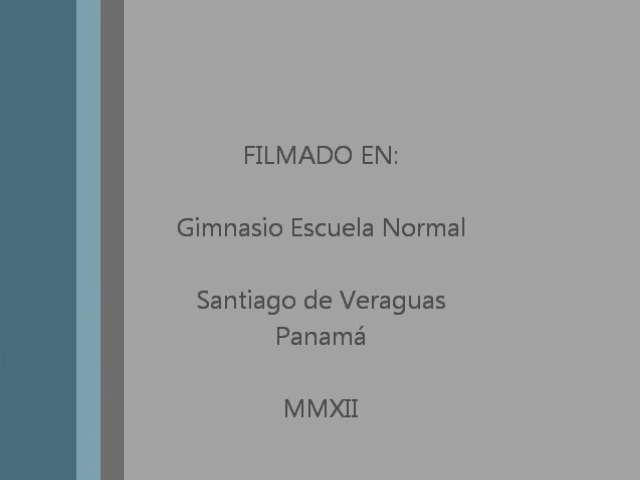 FILMADO EN:
Gimnasio Escuela Normal
Santiago de Veraguas
Panamá
MMXII